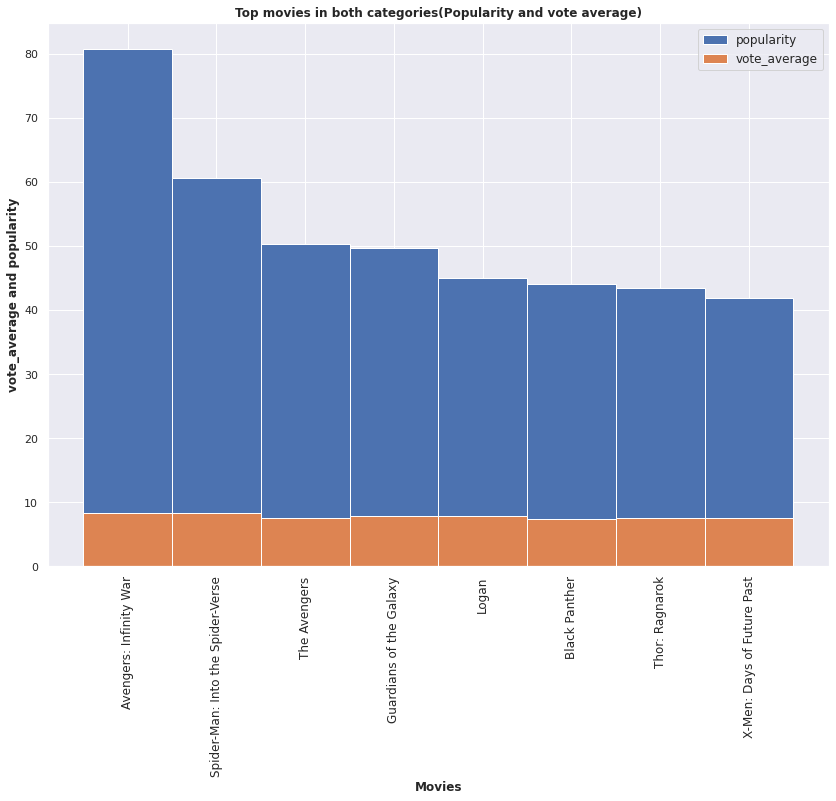 Top movies in both categories(Popularity and vote average)
popularity
vote_average
vote_average and popularity
80
70
60
50
40
30
20
10
0
Avengers: Infinity War
Spider-Man: Into the Spider-Verse
The Avengers
Guardians of the Galaxy
Logan
Black Panther
Thor: Ragnarok
X-Men: Days of Future Past
Movies